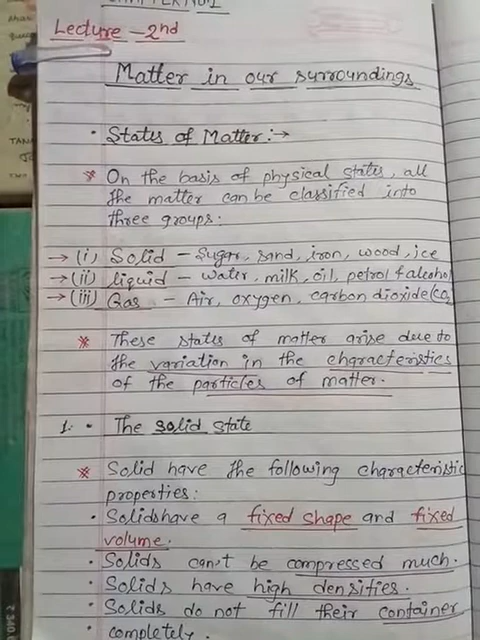 Lecture - 2nd
Matter in our surroundings
• States of Matter:→
* On the basis of physical states, all
the matter can be classified into
three groups:
→ (i) Solid - Sugar, sand, iron, wood, ice
→ (ii) liquid - water, milk, oil, petrol & alcohol
→ (iii) Gas - Air, oxygen, carbon dioxide (CO2
* These states of matter arise due to
the variation in the characteristics
of the particles of matter.
1. • The solid state
* Solid have the following characteristic
properties:
• Solids have a fixed shape and fixed
volume.
• Solids can't be compressed much.
• Solids have high densities.
• Solids do not fill their container
• completely.